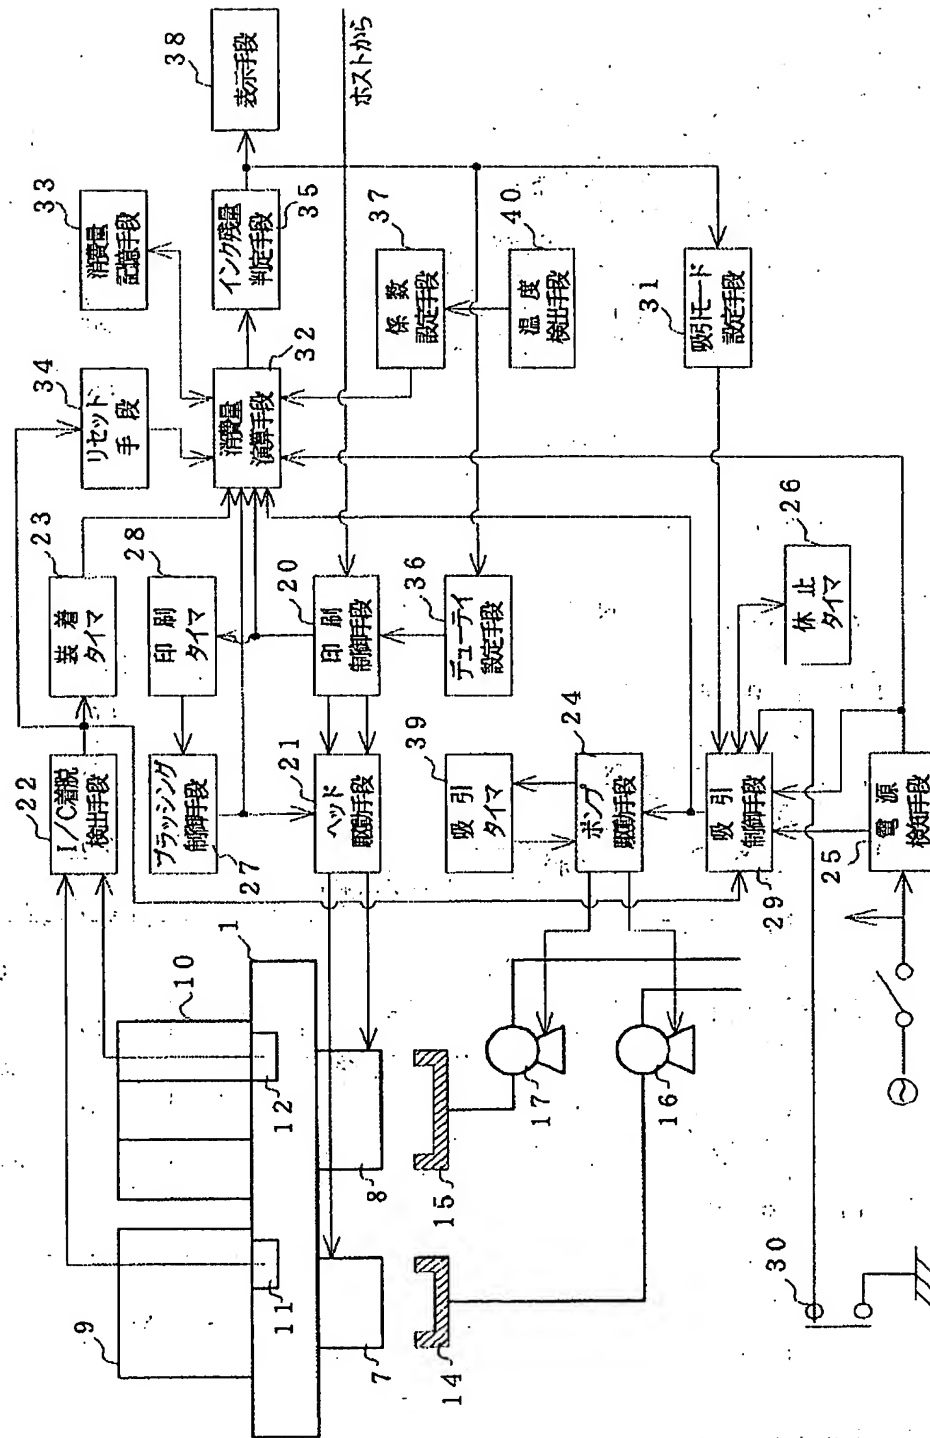 38
表示手段
ホストから
33
消費量
記憶手段
インク残量
判定手段
35
37
係数
設定手段
40
温度
検出手段
31
吸引モード
設定手段
34
リセット
手段
32
消費量
演算手段
23
装着
タイマ
28
印刷
タイマ
20
印刷
制御手段
36
デューティ
設定手段
26
休止
タイマ
22
I/C着脱
検出手段
フラッシング
制御手段
27
21
ヘッド
駆動手段
39
吸引
タイマ
24
ポンプ
駆動手段
吸引
制御手段
29
25
電源
検知手段
1
10
12
8
15
17
16
9
11
7
14
30